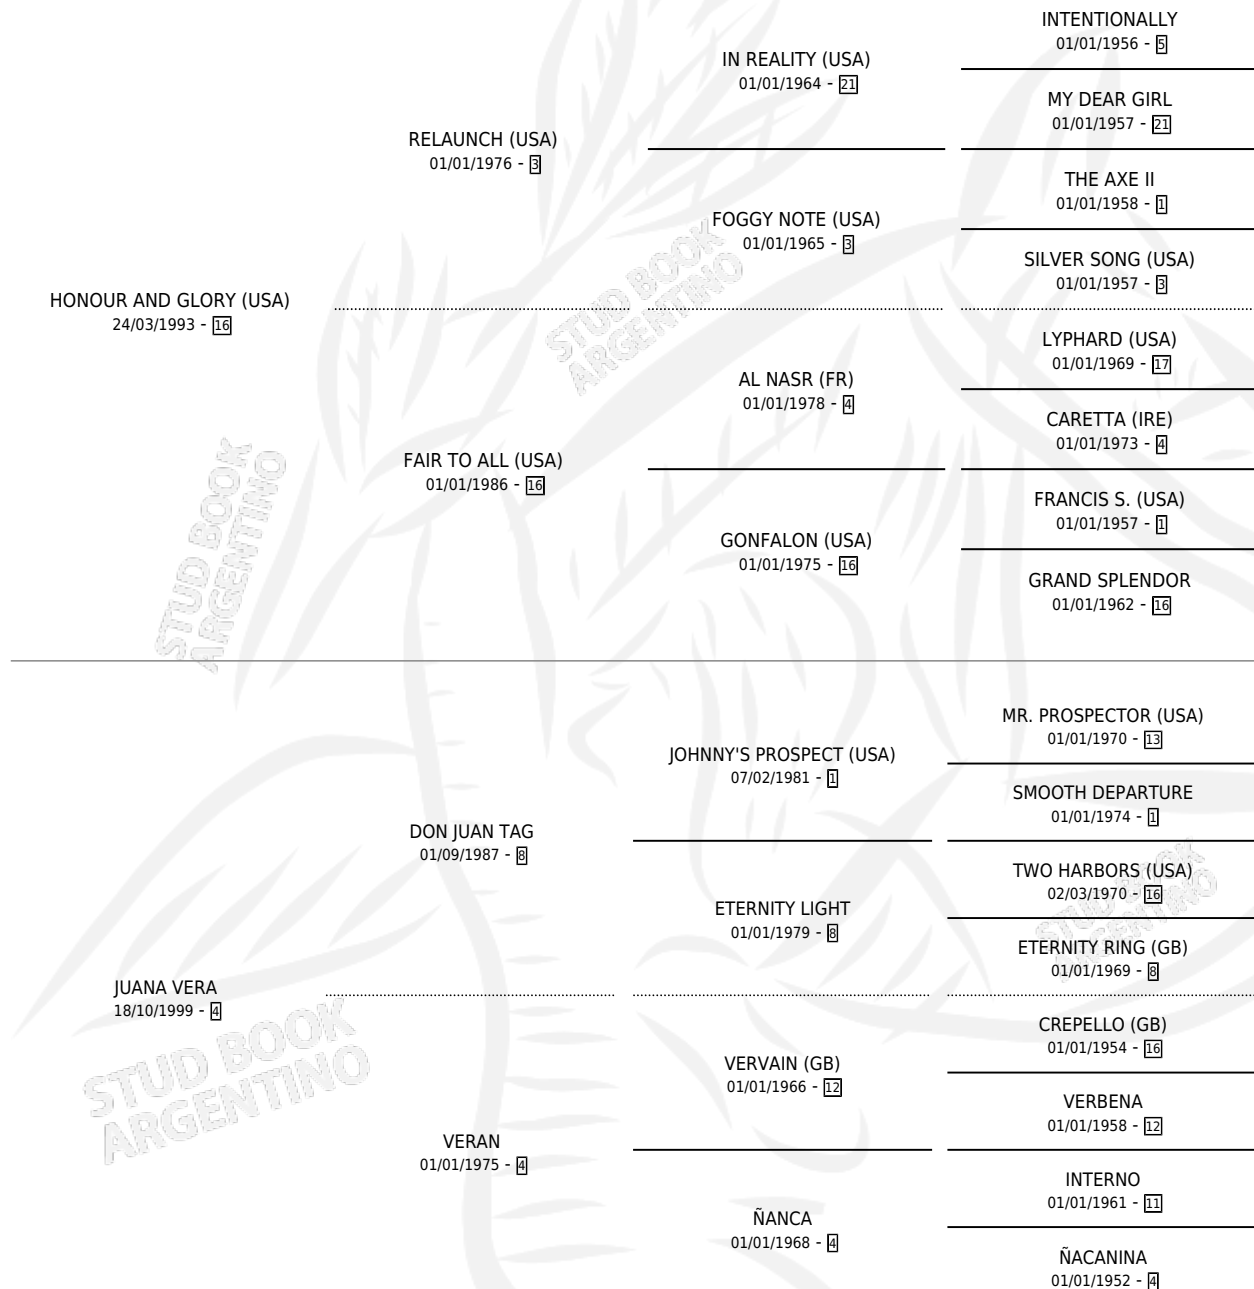 INTENTIONALLY
01/01/1956 - 5
IN REALITY (USA)
01/01/1964 - 21
MY DEAR GIRL
01/01/1957 - 21
RELAUNCH (USA)
01/01/1976 - 3
THE AXE II
01/01/1958 - 1
FOGGY NOTE (USA)
01/01/1965 - 3
SILVER SONG (USA)
01/01/1957 - 3
HONOUR AND GLORY (USA)
24/03/1993 - 16
LYPHARD (USA)
01/01/1969 - 17
AL NASR (FR)
01/01/1978 - 4
CARETTA (IRE)
01/01/1973 - 4
FAIR TO ALL (USA)
01/01/1986 - 16
FRANCIS S. (USA)
01/01/1957 - 1
GONFALON (USA)
01/01/1975 - 16
GRAND SPLENDOR
01/01/1962 - 16
MR. PROSPECTOR (USA)
01/01/1970 - 13
JOHNNY'S PROSPECT (USA)
07/02/1981 - 1
SMOOTH DEPARTURE
01/01/1974 - 1
DON JUAN TAG
01/09/1987 - 8
TWO HARBORS (USA)
02/03/1970 - 16
ETERNITY LIGHT
01/01/1979 - 8
ETERNITY RING (GB)
01/01/1969 - 8
JUANA VERA
18/10/1999 - 4
CREPELLO (GB)
01/01/1954 - 16
VERVAIN (GB)
01/01/1966 - 12
VERBENA
01/01/1958 - 12
VERAN
01/01/1975 - 4
INTERNO
01/01/1961 - 11
ÑANCA
01/01/1968 - 4
ÑACANINA
01/01/1952 - 4
STUD BOOK
ARGENTINO
STUD BOOK
ARGENTINO
STUD BOOK
ARGENTINO
STUD BOOK
ARGENTINO